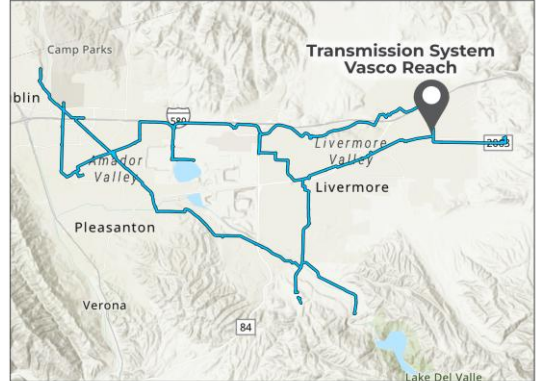 Camp Parks
Transmission System
Vasco Reach
blin
580
Livermore
Valley
Amador
Valley
Livermore
Pleasanton
Verona
84
Lake Del Valle